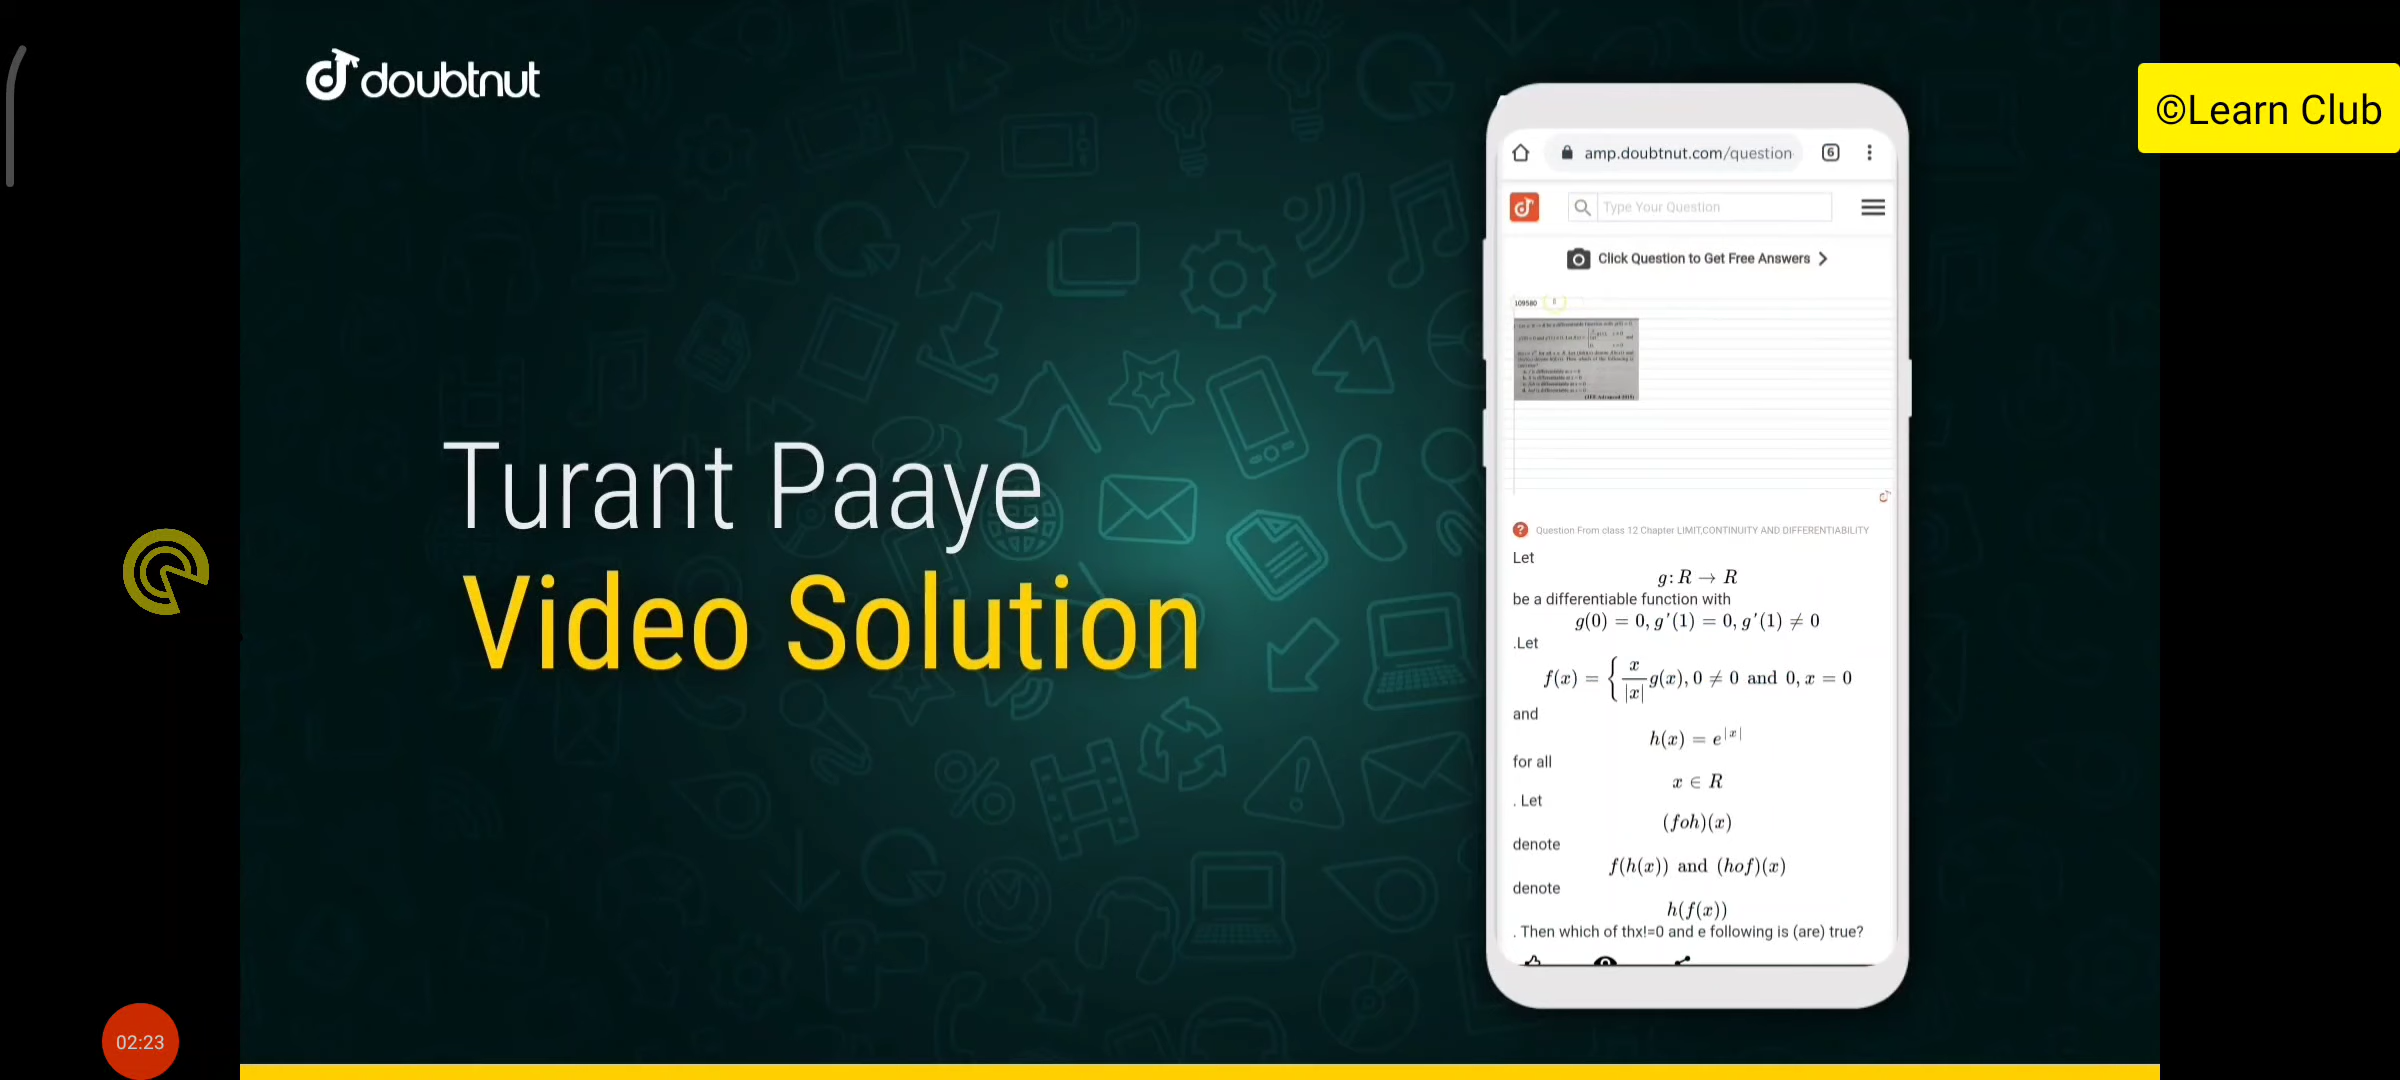 doubtnut
©Learn Club
Turant Paaye
Video Solution
amp.doubtnut.com/question
6
Type Your Question
Click Question to Get Free Answers
109580
Question From class 12 Chapter LIMIT,CONTINUITY AND DIFFERENTIABILITY
Let
g: R → R
be a differentiable function with
g(0) = 0, g'(1) = 0, g'(1) ≠ 0
.Let
f(x) = { x/|x| g(x), 0 ≠ 0 and 0, x = 0
and
h(x) = e^|x|
for all
x ∈ R
. Let
(foh)(x)
denote
f(h(x)) and (hof)(x)
denote
h(f(x))
. Then which of thx!=0 and e following is (are) true?
02:23